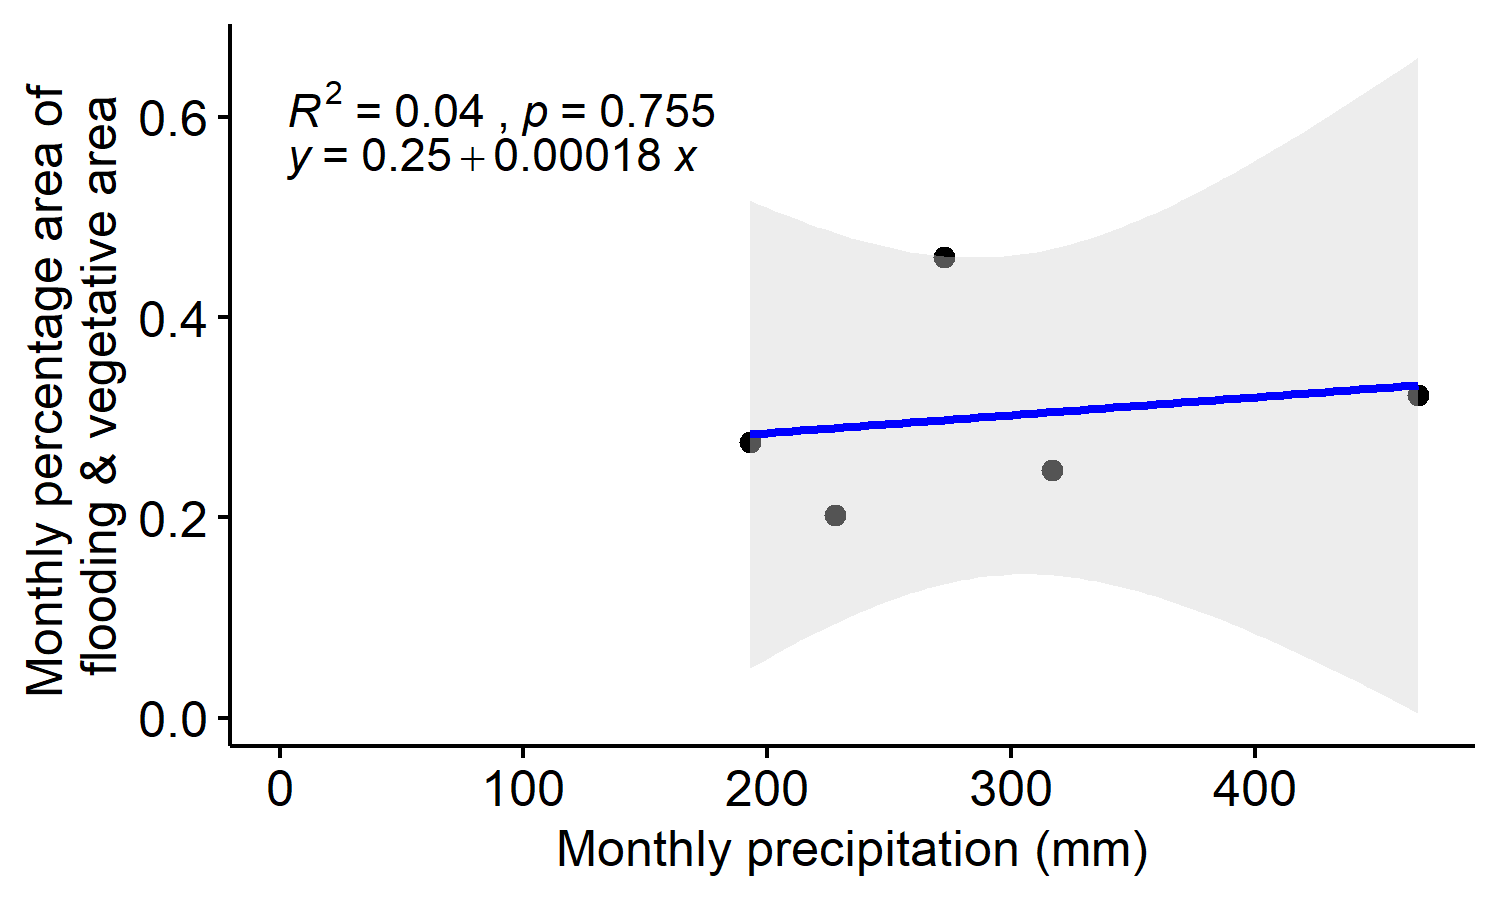 R² = 0.04 , p = 0.755
y = 0.25 + 0.00018 x
Monthly percentage area of
flooding & vegetative area
0.6
0.4
0.2
0.0
0 100 200 300 400
Monthly precipitation (mm)